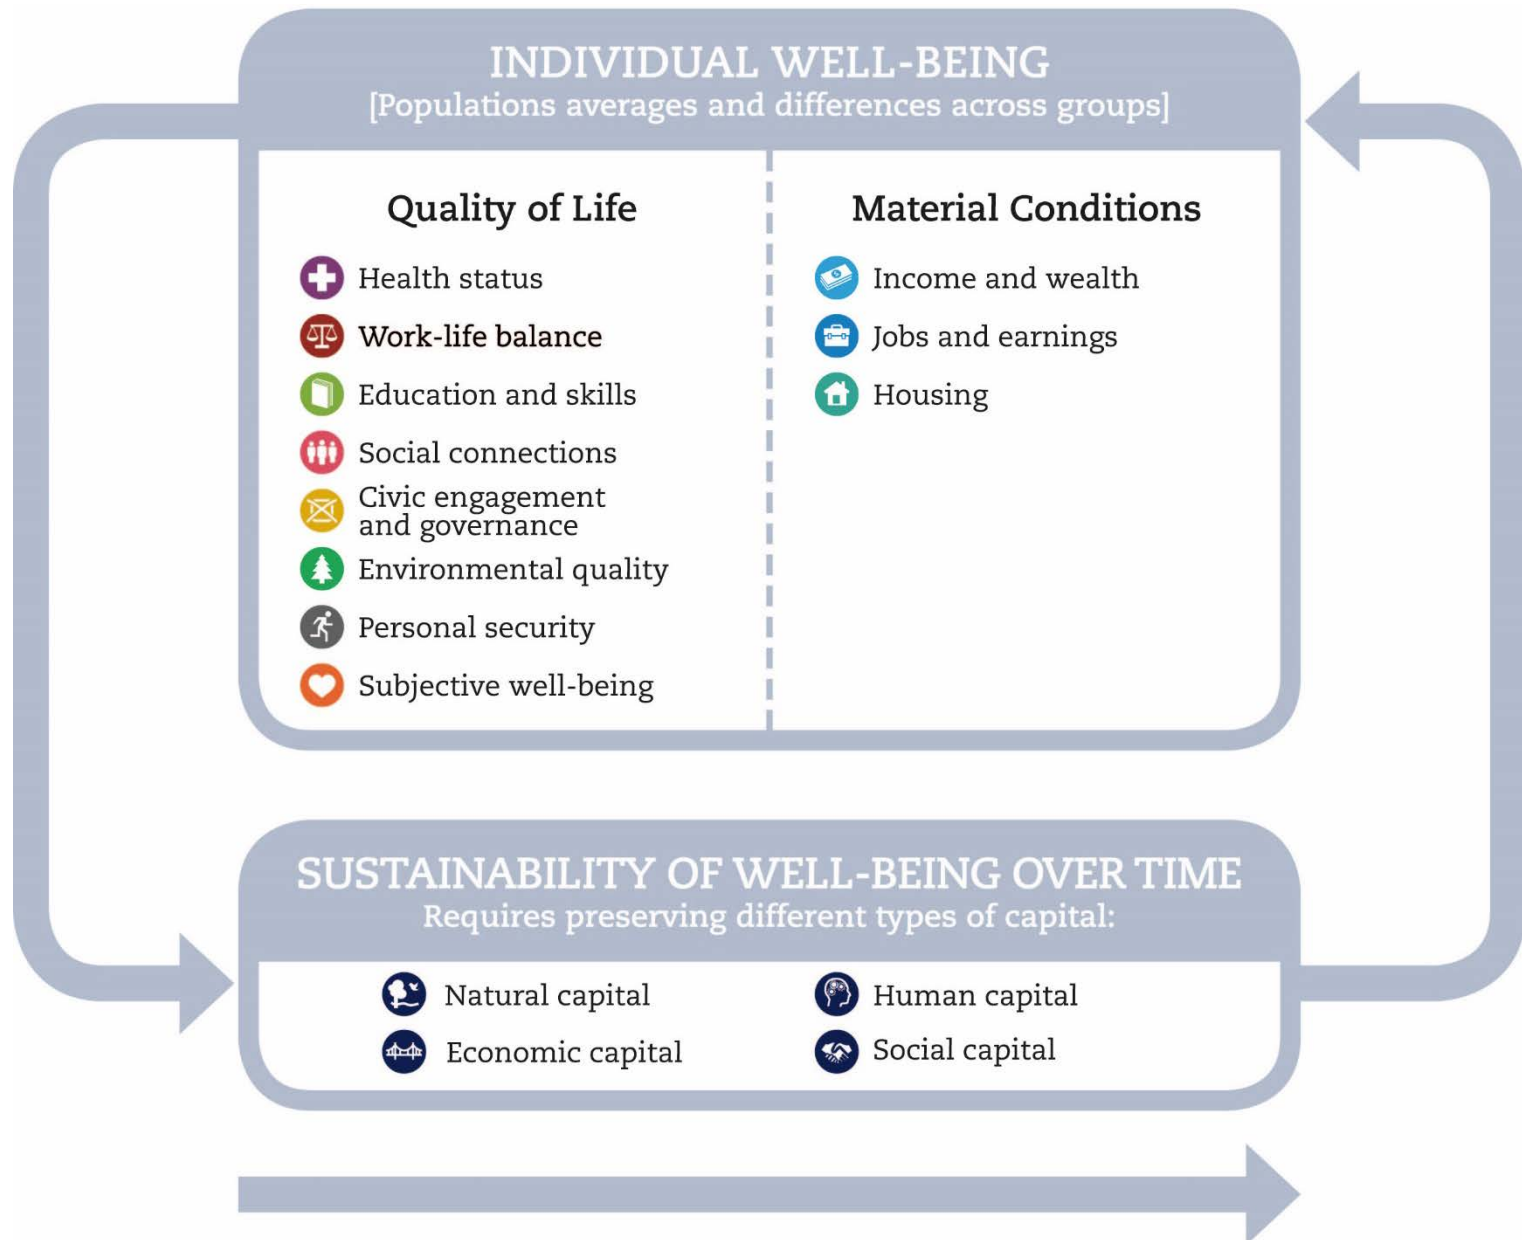 INDIVIDUAL WELL-BEING
[Populations averages and differences across groups]
Quality of Life
Health status
Work-life balance
Education and skills
Social connections
Civic engagement
and governance
Environmental quality
Personal security
Subjective well-being
Material Conditions
Income and wealth
Jobs and earnings
Housing
SUSTAINABILITY OF WELL-BEING OVER TIME
Requires preserving different types of capital:
Natural capital
Economic capital
Human capital
Social capital